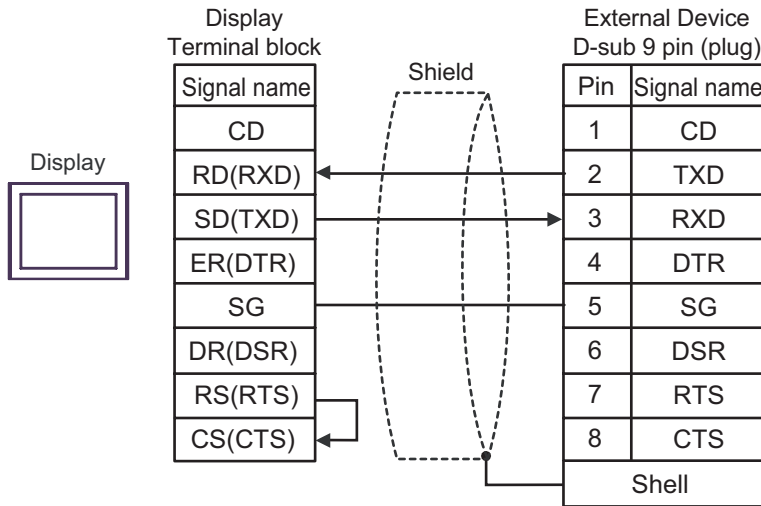 Display
Terminal block
External Device
D-sub 9 pin (plug)
Shield
Display
Signal name
CD
RD(RXD)
SD(TXD)
ER(DTR)
SG
DR(DSR)
RS(RTS)
CS(CTS)
Pin Signal name
1 CD
2 TXD
3 RXD
4 DTR
5 SG
6 DSR
7 RTS
8 CTS
Shell